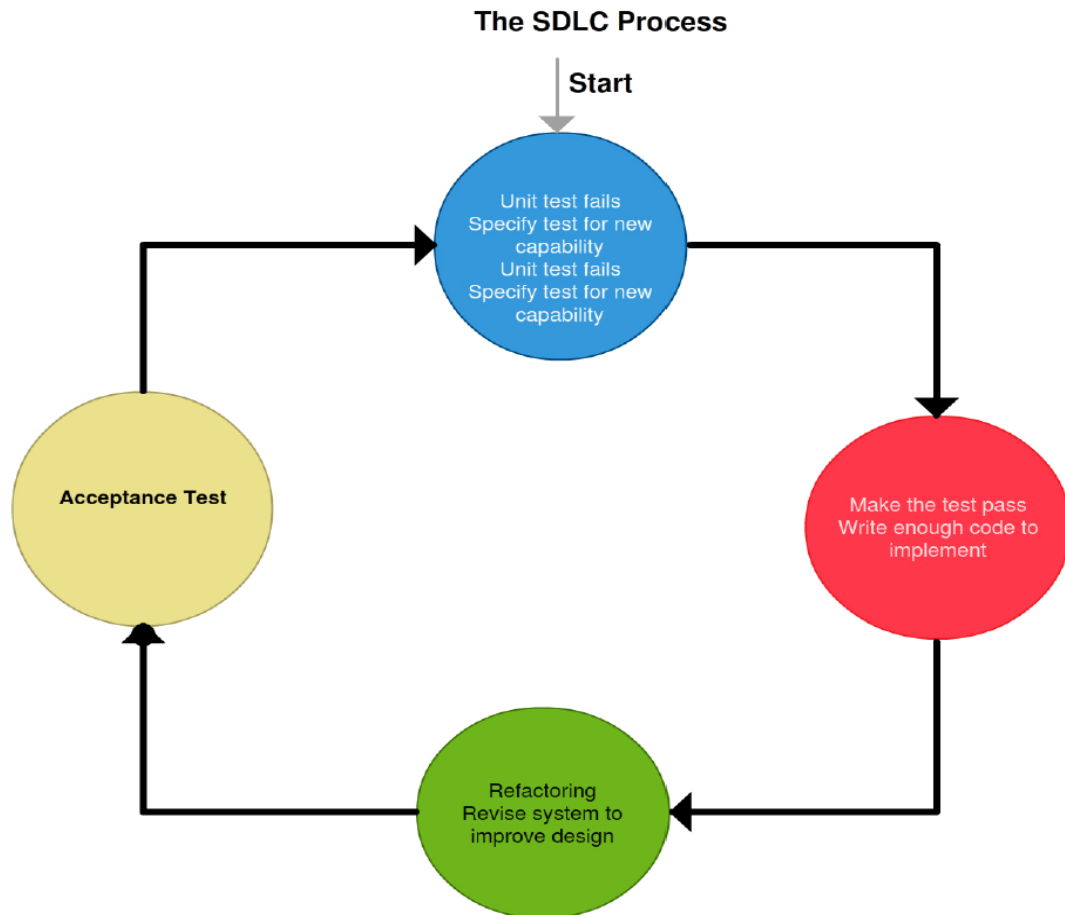 The SDLC Process
Start
Unit test fails
Specify test for new
capability
Unit test fails
Specify test for new
capability
Acceptance Test
Make the test pass
Write enough code to
implement
Refactoring
Revise system to
improve design